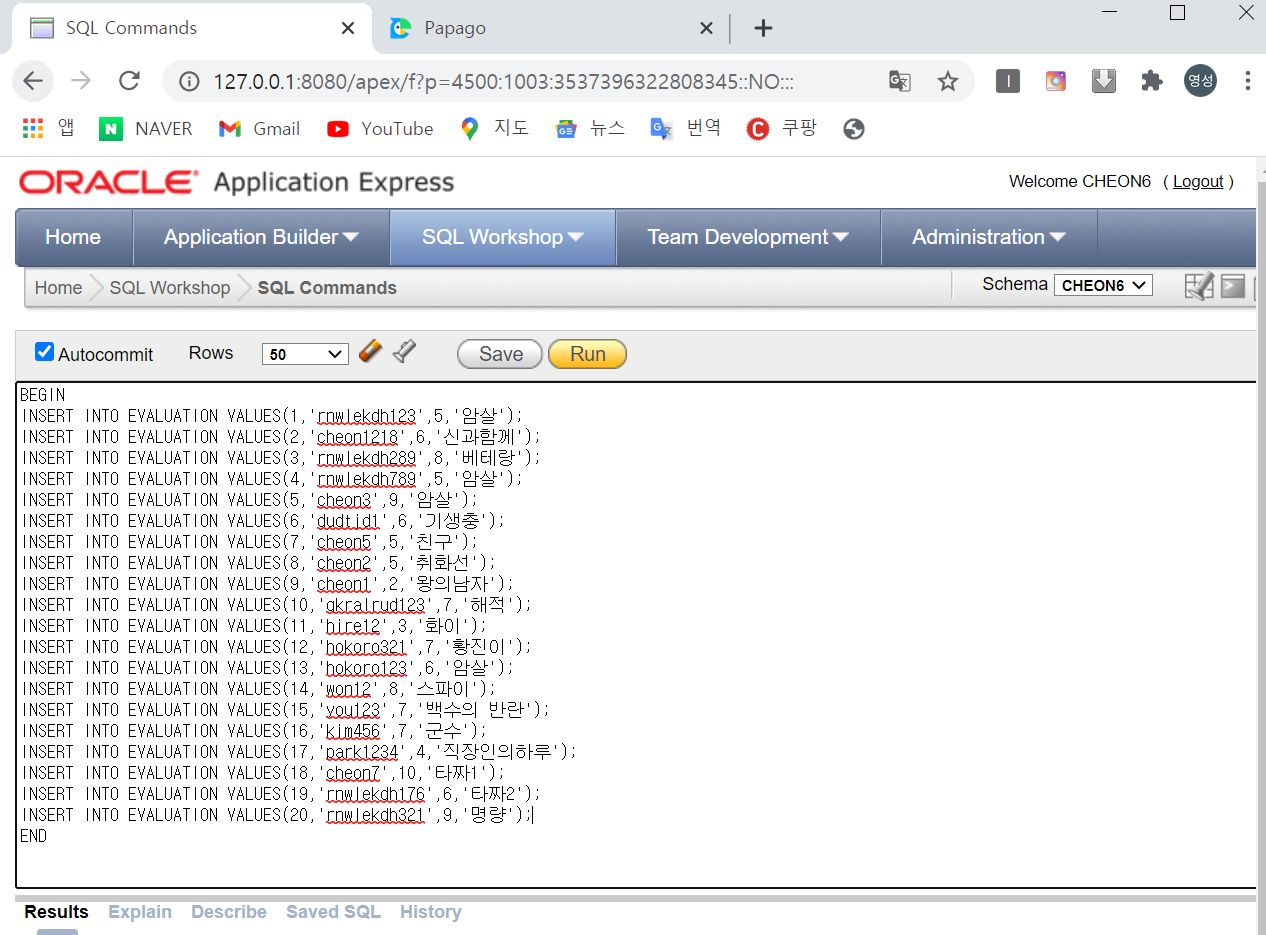 SQL Commands
Papago
127.0.0.1:8080/apex/f?p=4500:1003:3537396322808345::NO:::
영성
앱 NAVER Gmail YouTube 지도 뉴스 번역 쿠팡
ORACLE Application Express
Welcome CHEON6 ( Logout )
Home Application Builder SQL Workshop Team Development Administration
Home SQL Workshop SQL Commands
Schema CHEON6
Autocommit Rows 50 Save Run
BEGIN
INSERT INTO EVALUATION VALUES(1,'rnwlekdh123',5,'암살');
INSERT INTO EVALUATION VALUES(2,'cheon1218',6,'신과함께');
INSERT INTO EVALUATION VALUES(3,'rnwlekdh289',8,'베테랑');
INSERT INTO EVALUATION VALUES(4,'rnwlekdh789',5,'암살');
INSERT INTO EVALUATION VALUES(5,'cheon3',9,'암살');
INSERT INTO EVALUATION VALUES(6,'dudtjd1',6,'기생충');
INSERT INTO EVALUATION VALUES(7,'cheon5',5,'친구');
INSERT INTO EVALUATION VALUES(8,'cheon2',5,'취화선');
INSERT INTO EVALUATION VALUES(9,'cheon1',2,'왕의남자');
INSERT INTO EVALUATION VALUES(10,'qkralrud123',7,'해적');
INSERT INTO EVALUATION VALUES(11,'hire12',3,'화이');
INSERT INTO EVALUATION VALUES(12,'hokoro321',7,'황진이');
INSERT INTO EVALUATION VALUES(13,'hokoro123',6,'암살');
INSERT INTO EVALUATION VALUES(14,'won12',8,'스파이');
INSERT INTO EVALUATION VALUES(15,'you123',7,'백수의 반란');
INSERT INTO EVALUATION VALUES(16,'kim456',7,'군수');
INSERT INTO EVALUATION VALUES(17,'park1234',4,'직장인의하루');
INSERT INTO EVALUATION VALUES(18,'cheon7',10,'타짜1');
INSERT INTO EVALUATION VALUES(19,'rnwlekdh176',6,'타짜2');
INSERT INTO EVALUATION VALUES(20,'rnwlekdh321',9,'명량');
END
Results Explain Describe Saved SQL History